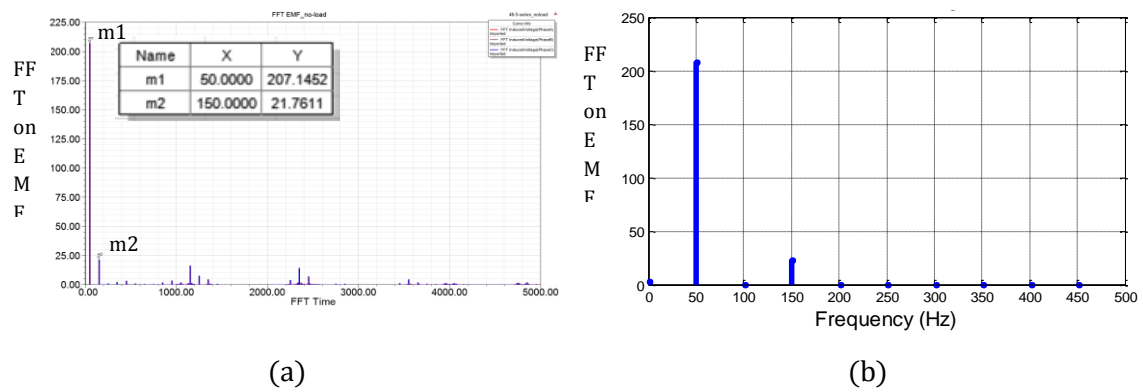 FFT EMF_no-load
m1
225.00
200.00
175.00
150.00
125.00
100.00
75.00
50.00
25.00
0.00
FF
T
on
E
M
F
Name X Y
m1 50.0000 207.1452
m2 150.0000 21.7611
m2
0.00 1000.00 2000.00 3000.00 4000.00 5000.00
FFT Time
Curve Info
(a)
250
200
150
100
50
0
FF
T
on
E
M
F
0 50 100 150 200 250 300 350 400 450 500
Frequency (Hz)
(b)